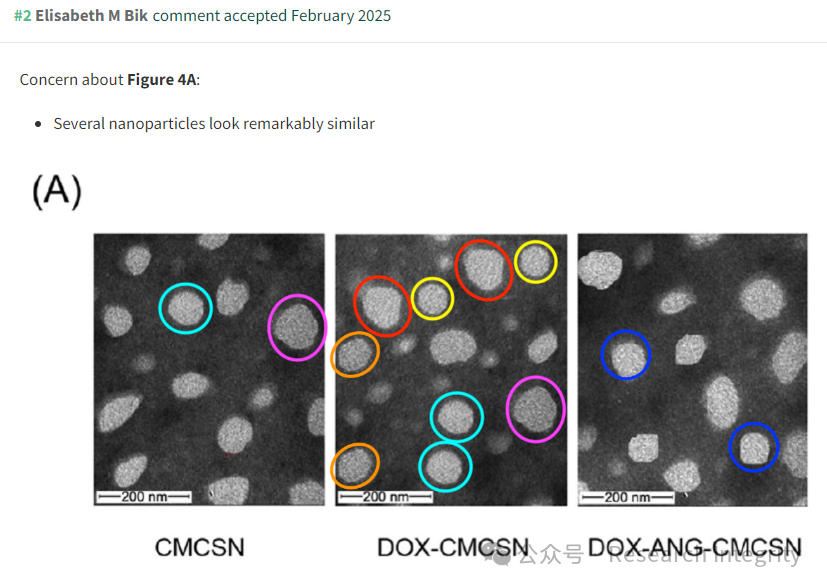 #2 Elisabeth M Bik comment accepted February 2025
Concern about Figure 4A:
Several nanoparticles look remarkably similar
(A)
200 nm
200 nm
200 nm
CMCSN
DOX-CMCSN
DOX-ANG-CMCSN
公众号 · Research Integrity